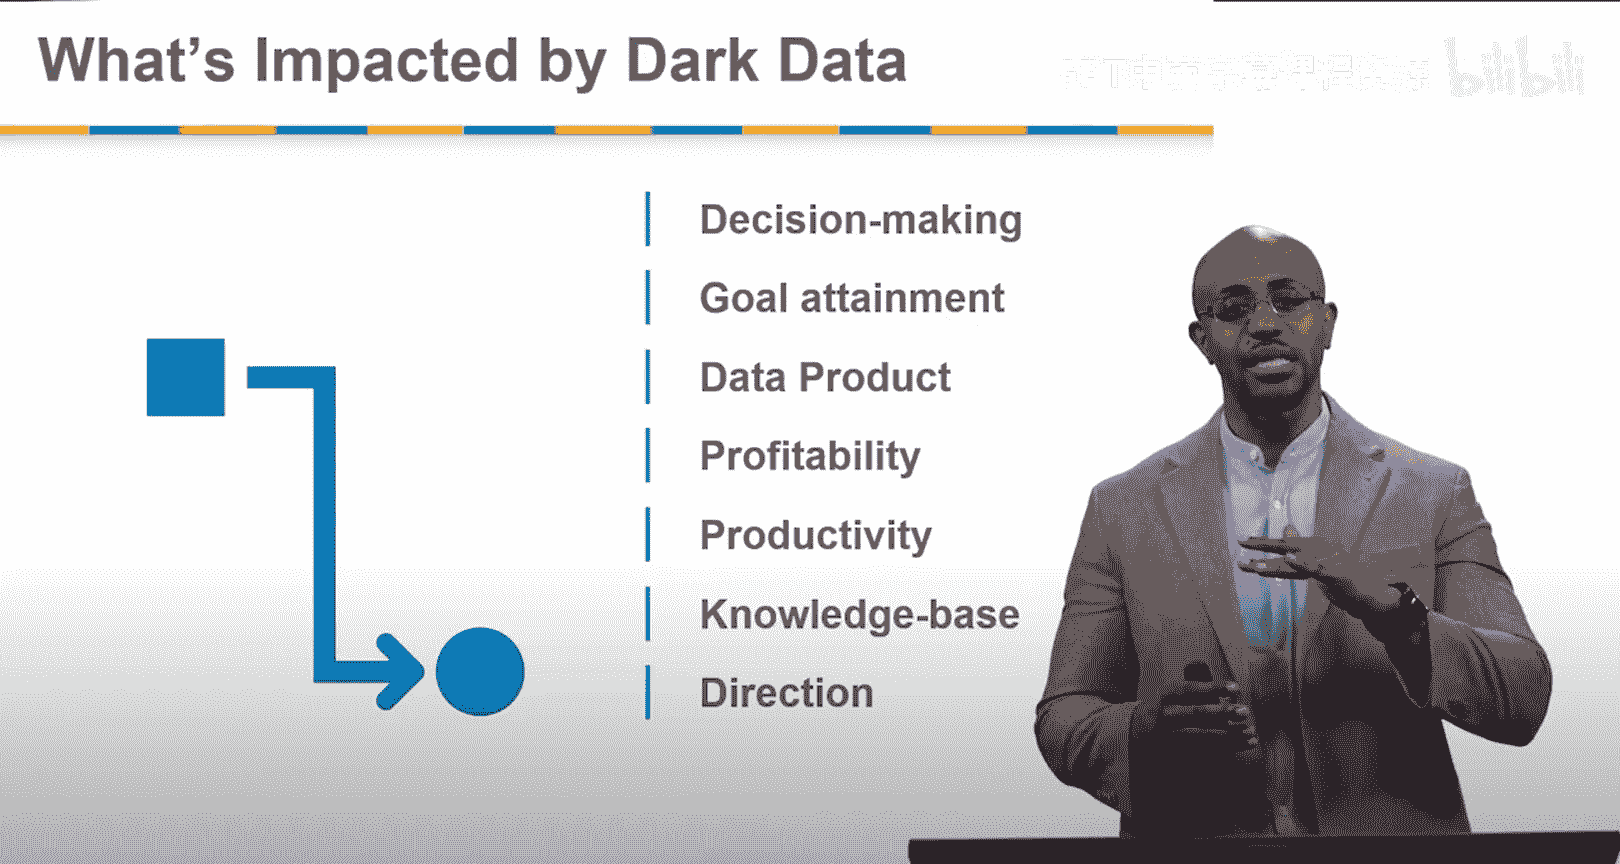 What's Impacted by Dark Data
bilibili
Decision-making
Goal attainment
Data Product
Profitability
Productivity
Knowledge-base
Direction